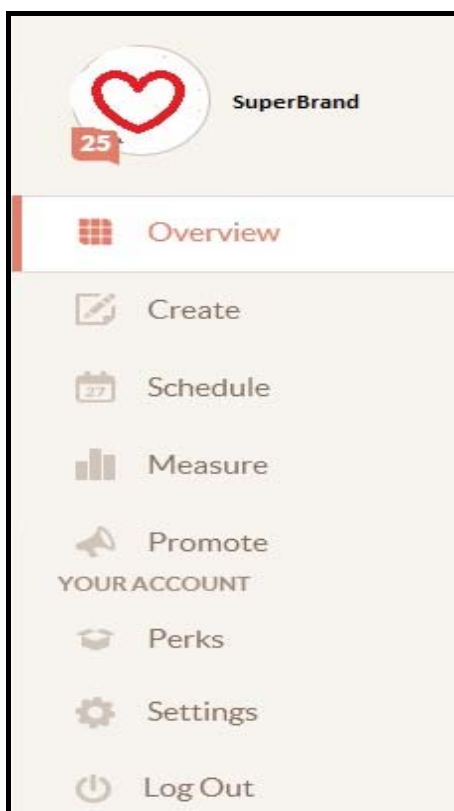 SuperBrand
25
Overview
Create
27
Schedule
Measure
Promote
YOUR ACCOUNT
Perks
Settings
Log Out